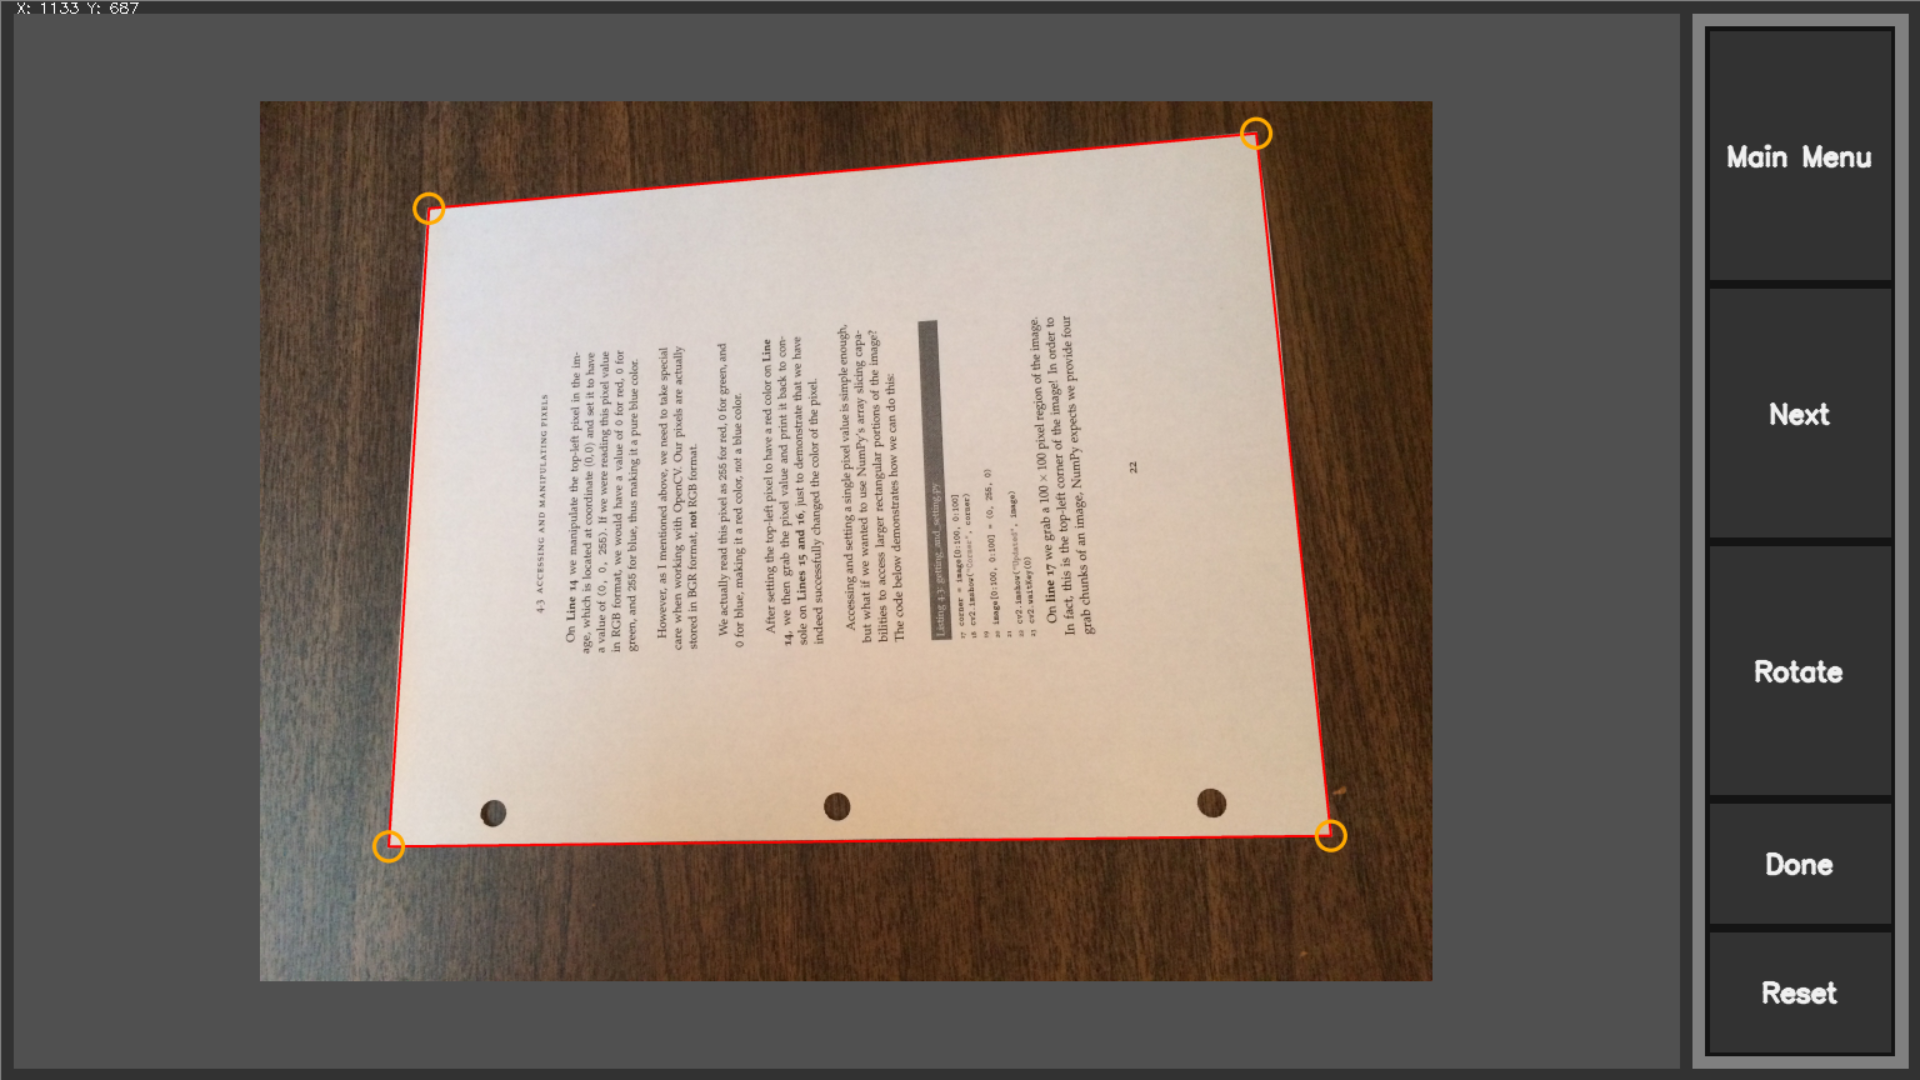 X: 1133 Y: 687
4.3 ACCESSING AND MANIPULATING PIXELS
On Line 14 we manipulate the top-left pixel in the im-
age, which is located at coordinate (0,0) and set it to have
a value of (0, 0, 255). If we were reading this pixel value
in RGB format, we would have a value of 0 for red, 0 for
green, and 255 for blue, thus making it a pure blue color.
However, as I mentioned above, we need to take special
care when working with OpenCV. Our pixels are actually
stored in BGR format, not RGB format.
We actually read this pixel as 255 for red, 0 for green, and
0 for blue, making it a red color, not a blue color.
After setting the top-left pixel to have a red color on Line
14, we then grab the pixel value and print it back to con-
sole on Lines 15 and 16, just to demonstrate that we have
indeed successfully changed the color of the pixel.
Accessing and setting a single pixel value is simple enough,
but what if we wanted to use NumPy's array slicing capa-
bilities to access larger rectangular portions of the image?
The code below demonstrates how we can do this:
Listing 4.3: getting_and_setting.py
17 corner = image[0:100, 0:100]
18 cv2.imshow("Corner", corner)
19
20 image[0:100, 0:100] = (0, 255, 0)
21
22 cv2.imshow("Updated", image)
23 cv2.waitKey(0)
On line 17 we grab a 100 × 100 pixel region of the image.
In fact, this is the top-left corner of the image! In order to
grab chunks of an image, NumPy expects we provide four
22
Main Menu
Next
Rotate
Done
Reset